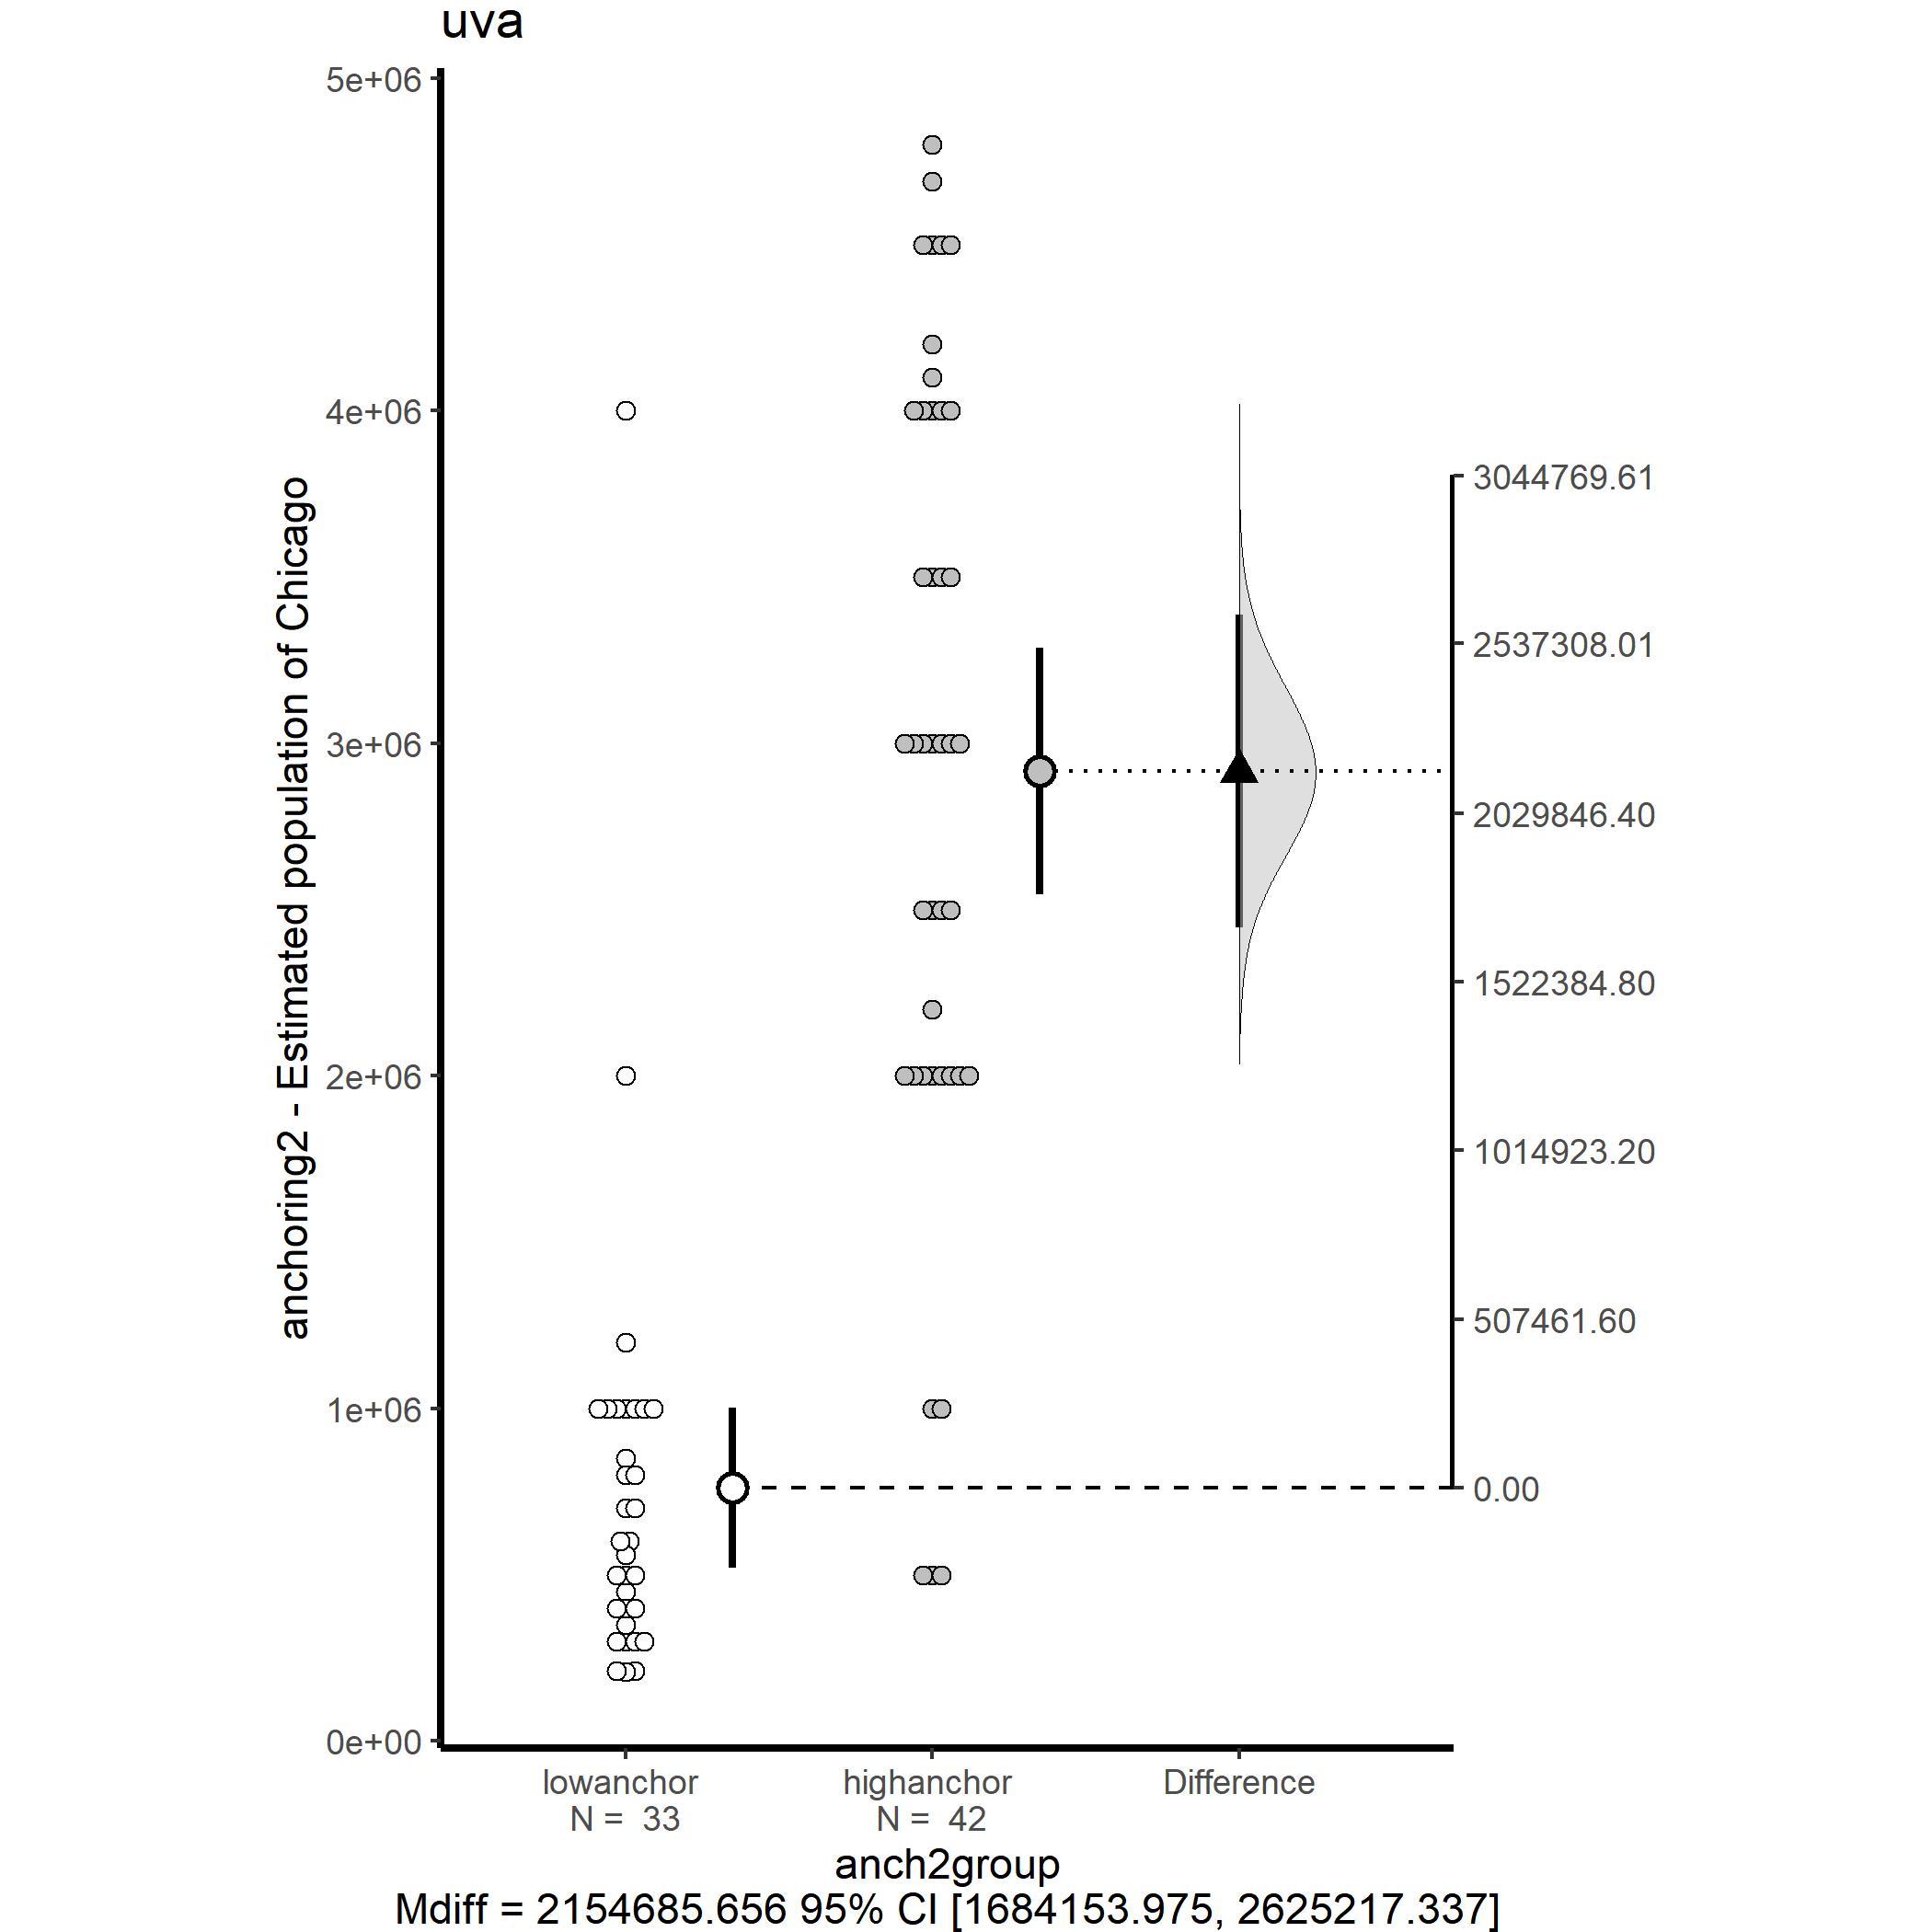 uva
anchoring2 - Estimated population of Chicago
5e+06
4e+06
3e+06
2e+06
1e+06
0e+00
3044769.61
2537308.01
2029846.40
1522384.80
1014923.20
507461.60
0.00
lowanchor
N =  33
highanchor
N =  42
Difference
anch2group
Mdiff = 2154685.656 95% CI [1684153.975, 2625217.337]